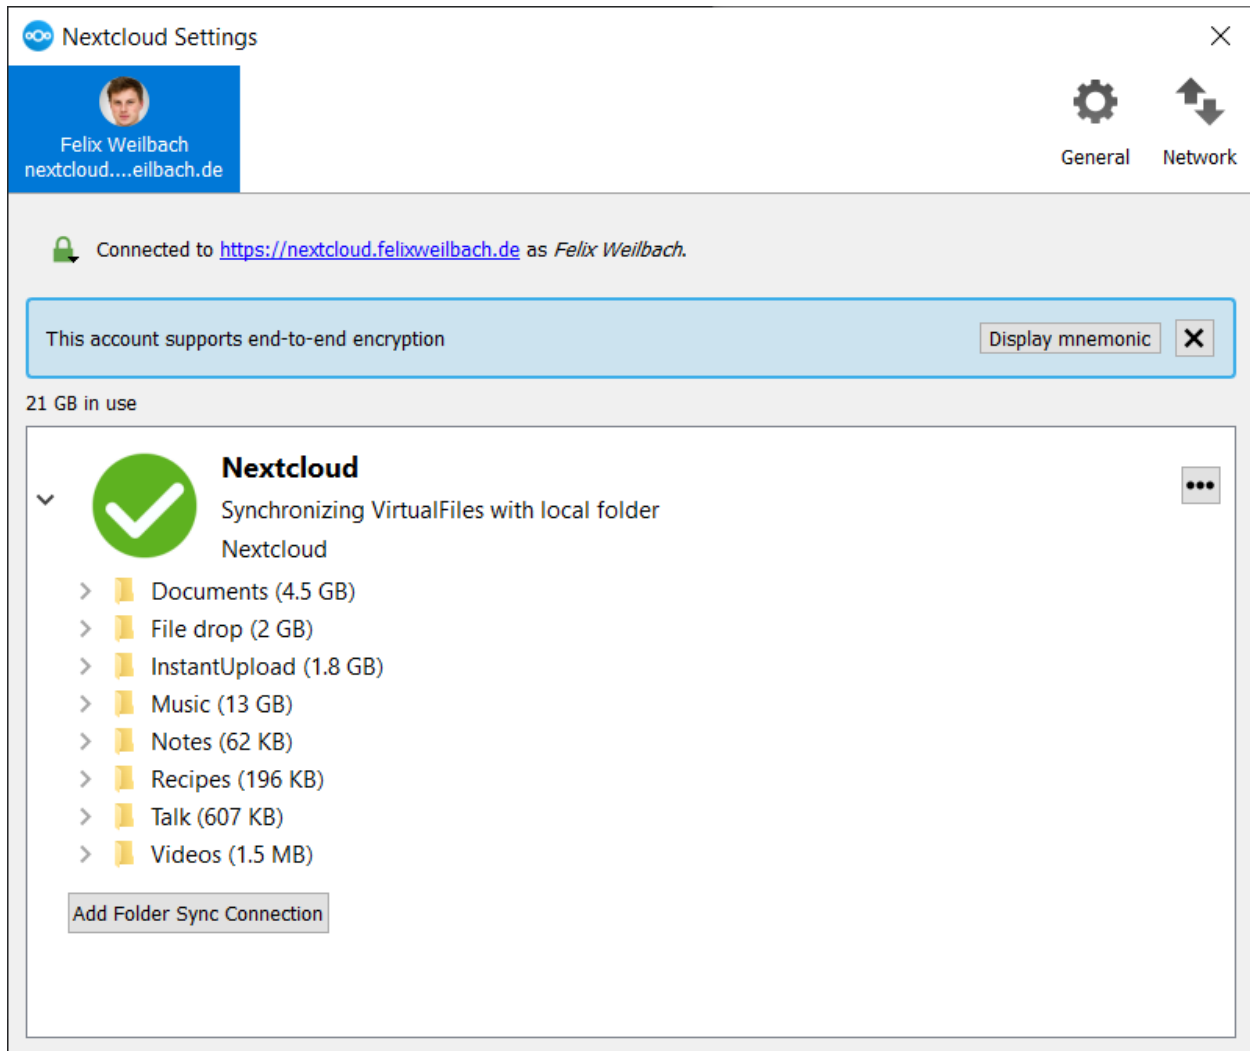 Nextcloud Settings
Felix Weilbach
nextcloud....eilbach.de
General
Network
Connected to https://nextcloud.felixweilbach.de as Felix Weilbach.
This account supports end-to-end encryption
Display mnemonic
21 GB in use
Nextcloud
Synchronizing VirtualFiles with local folder
Nextcloud
Documents (4.5 GB)
File drop (2 GB)
InstantUpload (1.8 GB)
Music (13 GB)
Notes (62 KB)
Recipes (196 KB)
Talk (607 KB)
Videos (1.5 MB)
Add Folder Sync Connection